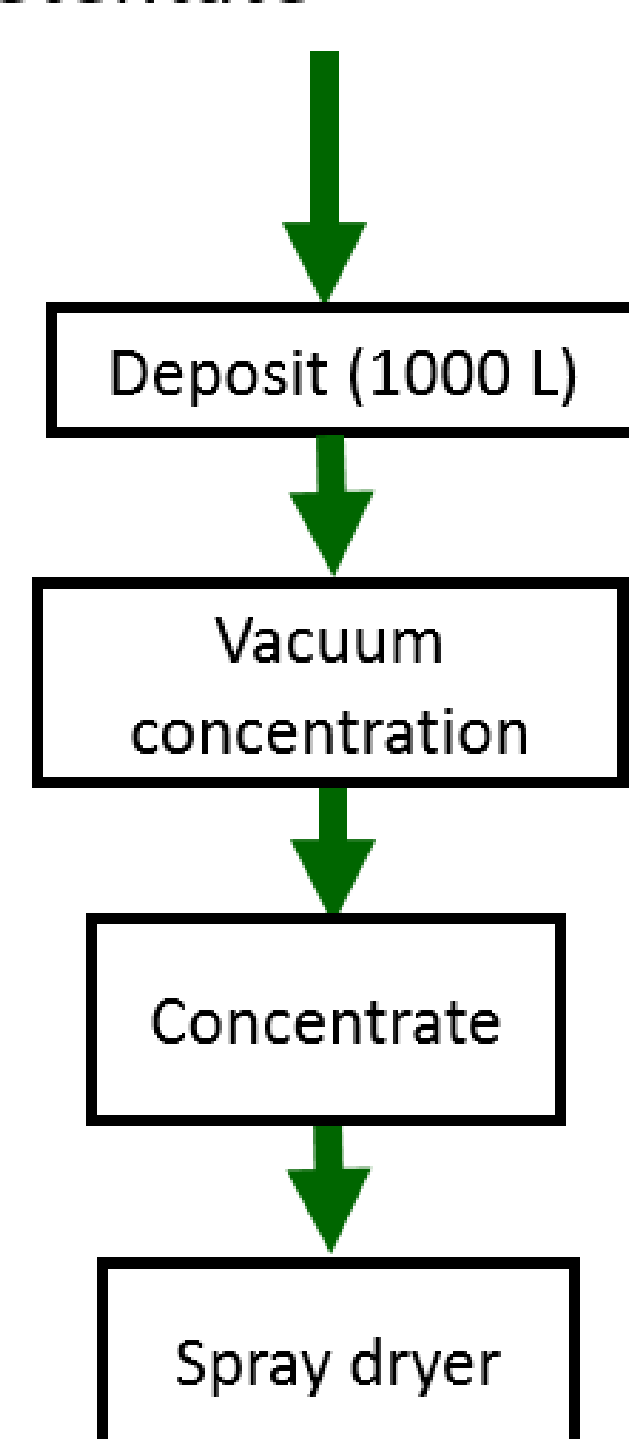 Deposit (1000 L)
Vacuum
concentration
Concentrate
Spray dryer